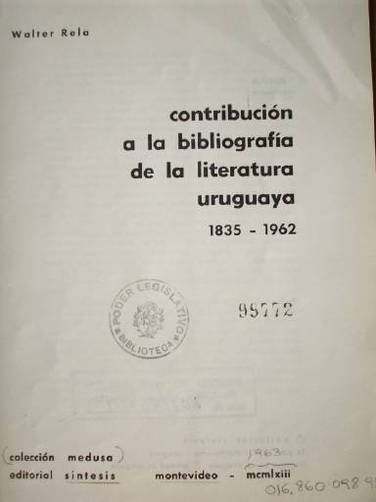 Walter Rela
contribución
a la bibliografía
de la literatura
uruguaya
1835 - 1962
PODER LEGISLATIVO
BIBLIOTECA
95772
(colección medusa)
1963
editorial síntesis montevideo - mcmlxiii
016.860 098 9